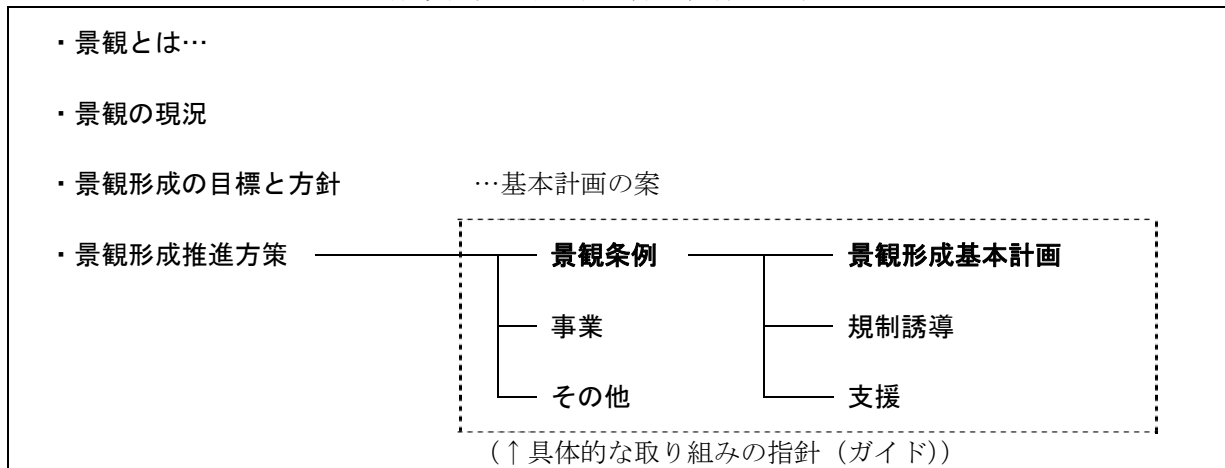 ・景観とは…
・景観の現況
・景観形成の目標と方針 …基本計画の案
・景観形成推進方策 景観条例 景観形成基本計画
事業 規制誘導
その他 支援
(↑具体的な取り組みの指針（ガイド))